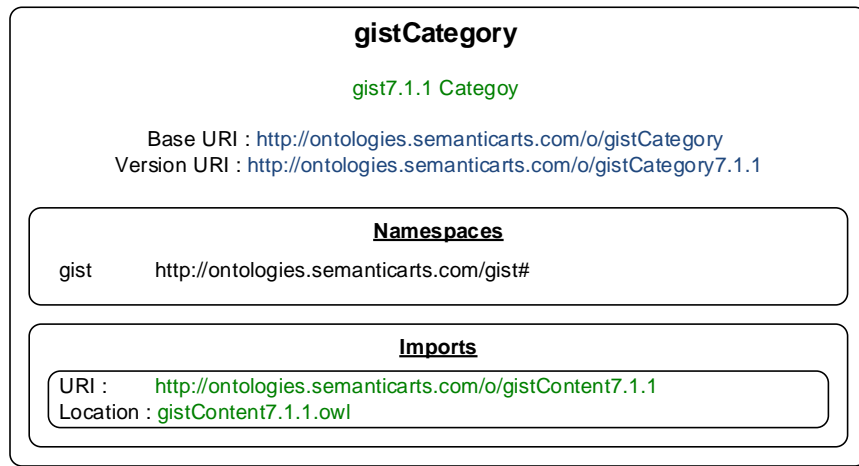 gistCategory
gist7.1.1 Categoy
Base URI : http://ontologies.semanticarts.com/o/gistCategory
Version URI : http://ontologies.semanticarts.com/o/gistCategory7.1.1
Namespaces
gist http://ontologies.semanticarts.com/gist#
Imports
URI : http://ontologies.semanticarts.com/o/gistContent7.1.1
Location : gistContent7.1.1.owl